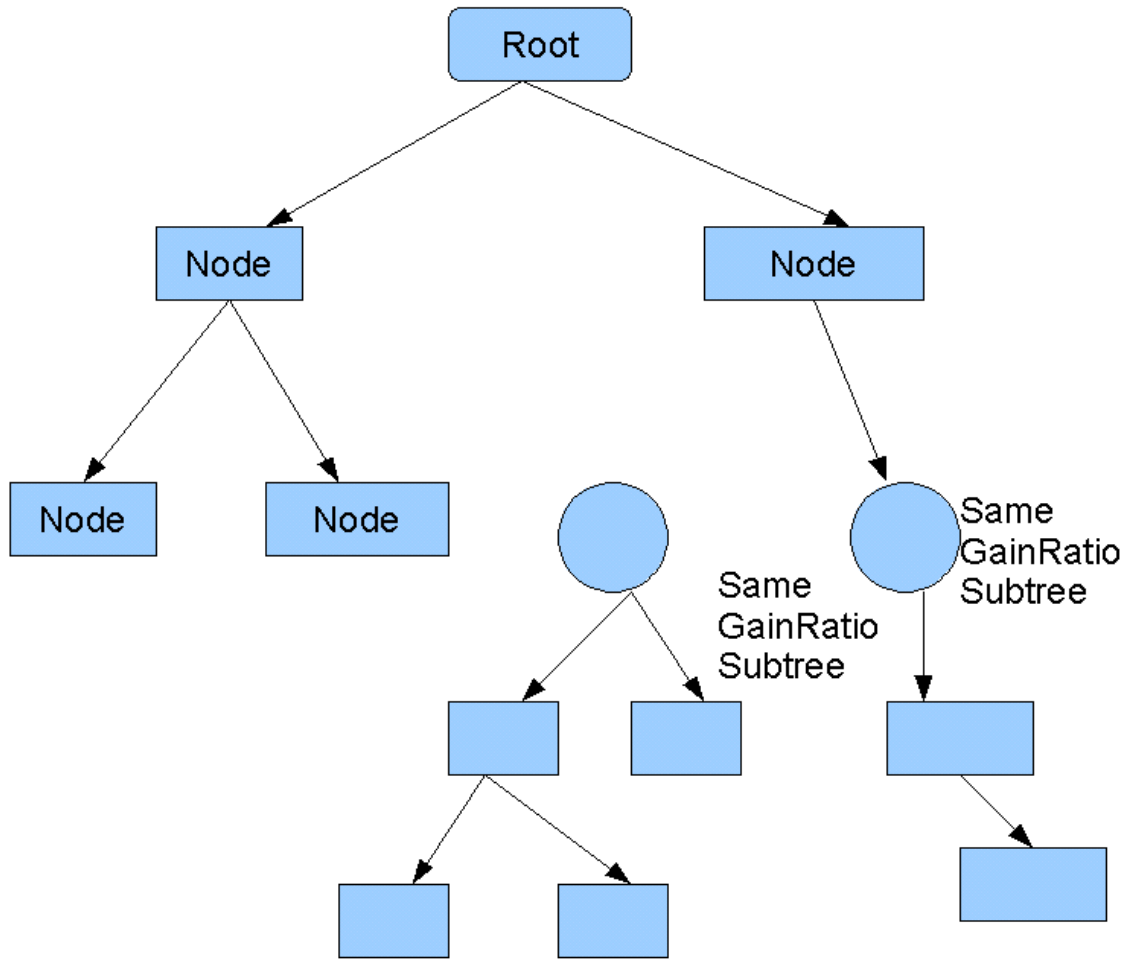 Root
Node
Node
Node
Node
Same
GainRatio
Subtree
Same
GainRatio
Subtree